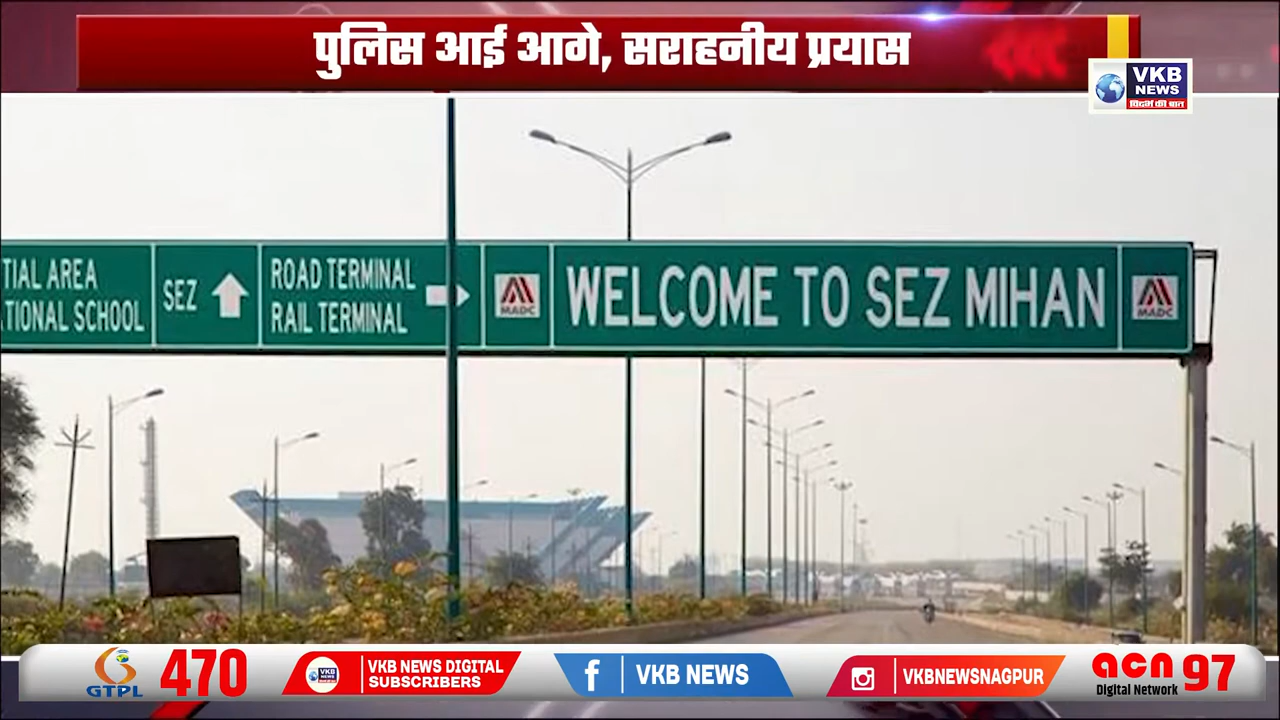 पुलिस आई आगे, सराहनीय प्रयास
VKB
NEWS
विदर्भ की बात
TIAL AREA
TIONAL SCHOOL
SEZ
ROAD TERMINAL
RAIL TERMINAL
MADC
WELCOME TO SEZ MIHAN
MADC
GTPL
470
VKB NEWS DIGITAL
SUBSCRIBERS
VKB NEWS
VKBNEWSNAGPUR
acn 97
Digital Network